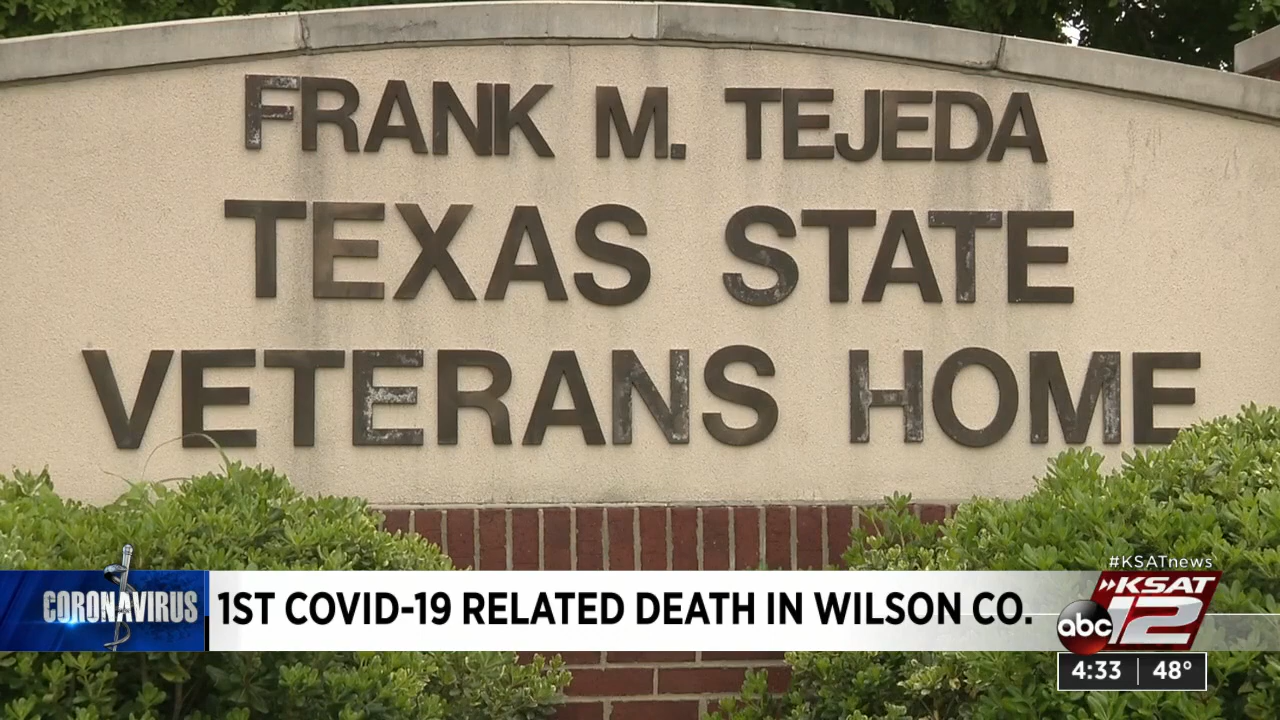 FRANK M. TEJEDA
TEXAS STATE
VETERANS HOME
#KSATnews
CORONAVIRUS
1ST COVID-19 RELATED DEATH IN WILSON CO.
KSAT
abc 12
4:33 48°